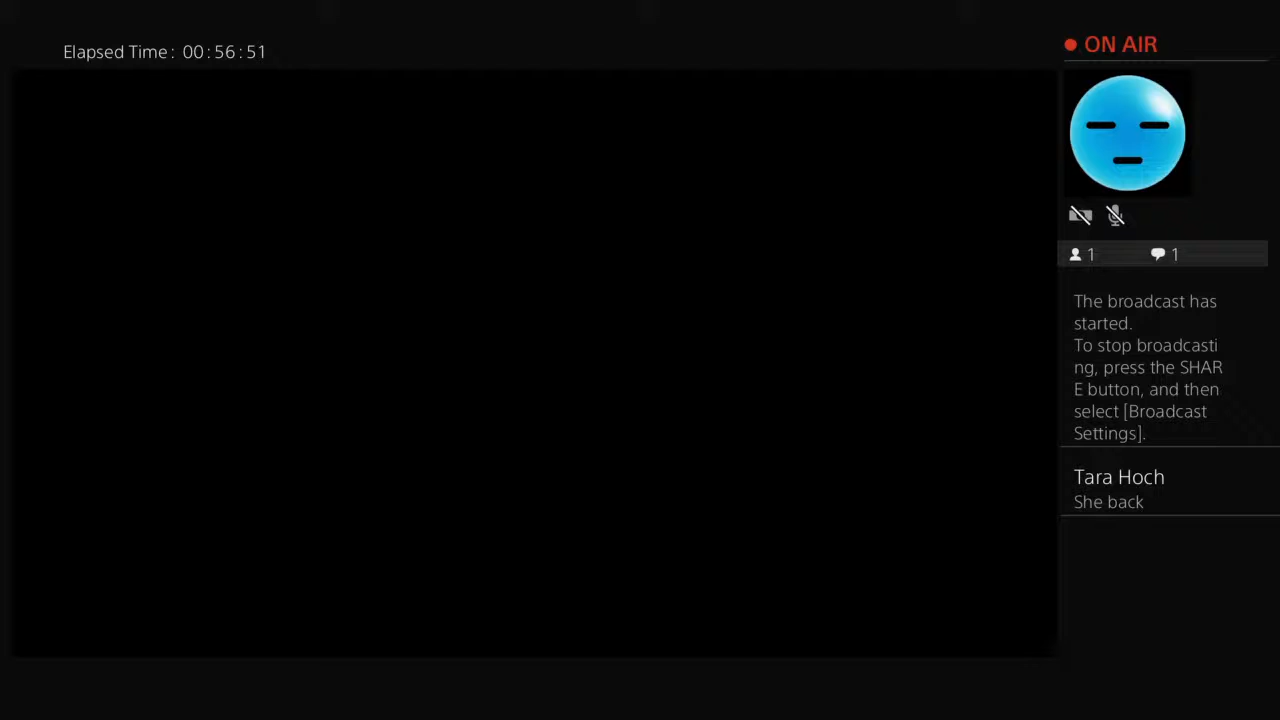 Elapsed Time: 00:56:51
ON AIR
1 1
The broadcast has
started.
To stop broadcasti
ng, press the SHAR
E button, and then
select [Broadcast
Settings].
Tara Hoch
She back